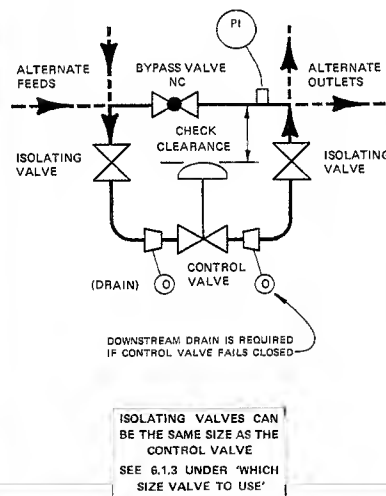 PI
ALTERNATE
FEEDS
BYPASS VALVE
NC
ALTERNATE
OUTLETS
CHECK
CLEARANCE
ISOLATING
VALVE
ISOLATING
VALVE
(DRAIN)
CONTROL
VALVE
DOWNSTREAM DRAIN IS REQUIRED
IF CONTROL VALVE FAILS CLOSED
ISOLATING VALVES CAN
BE THE SAME SIZE AS THE
CONTROL VALVE
SEE 6.1.3 UNDER 'WHICH
SIZE VALVE TO USE'